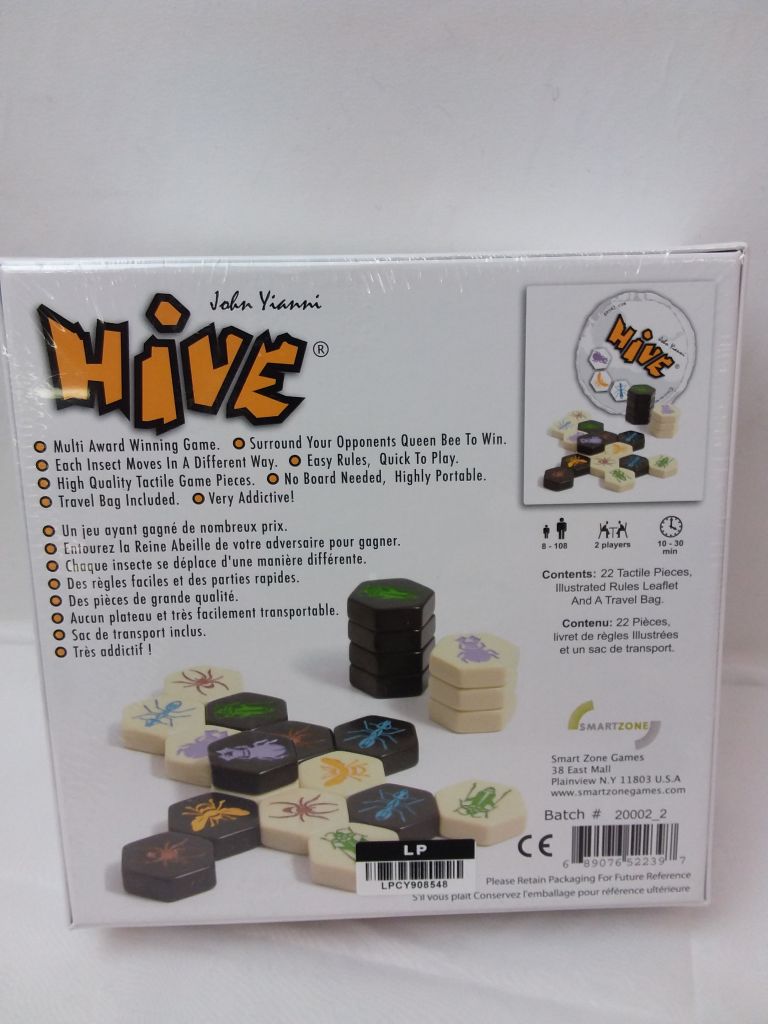 John Yianni
HIVE®
Multi Award Winning Game. Surround Your Opponents Queen Bee To Win.
Each Insect Moves In A Different Way. Easy Rules, Quick To Play.
High Quality Tactile Game Pieces. No Board Needed, Highly Portable.
Travel Bag Included. Very Addictive!
Un jeu ayant gagné de nombreux prix.
Entourez la Reine Abeille de votre adversaire pour gagner.
Chaque insecte se déplace d'une manière différente.
Des règles faciles et des parties rapides.
Des pièces de grande qualité.
Aucun plateau et très facilement transportable.
Sac de transport inclus.
Très addictif !
HIVE®
John Yianni
8 - 108
2 players
10 - 30
min
Contents: 22 Tactile Pieces,
Illustrated Rules Leaflet
And A Travel Bag.
Contenu: 22 Pièces,
livret de règles Illustrées
et un sac de transport.
SMARTZONE
Smart Zone Games
38 East Mall
Plainview N.Y 11803 U.S.A
www.smartzonegames.com
Batch # 20002_2
CE
6 89076 52239 7
LP
LPCY908548
Please Retain Packaging For Future Reference
S'il vous plait Conservez l'emballage pour référence ultérieure